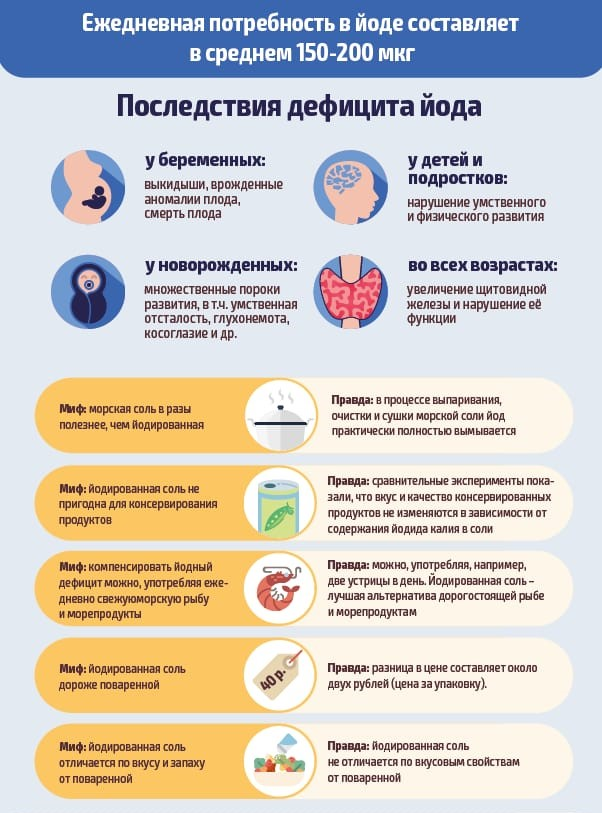 Ежедневная потребность в йоде составляет
в среднем 150-200 мкг
Последствия дефицита йода
у беременных:
выкидыши, врожденные
аномалии плода,
смерть плода
у детей и
подростков:
нарушение умственного
и физического развития
у новорожденных:
множественные пороки
развития, в т.ч. умственная
отсталость, глухонемота,
косоглазие и др.
во всех возрастах:
увеличение щитовидной
железы и нарушение её
функции
Миф: морская соль в разы
полезнее, чем йодированная
Правда: в процессе выпаривания,
очистки и сушки морской соли йод
практически полностью вымывается
Миф: йодированная соль не
пригодна для консервирования
продуктов
Правда: сравнительные эксперименты пока-
зали, что вкус и качество консервированных
продуктов не изменяются в зависимости от
содержания йодида калия в соли
Миф: компенсировать йодный
дефицит можно, употребляя еже-
дневно свежуюморскую рыбу
и морепродукты
Правда: можно, употребляя, например,
две устрицы в день. Йодированная соль –
лучшая альтернатива дорогостоящей рыбе
и морепродуктам
Миф: йодированная соль
дороже поваренной
40 р.
Правда: разница в цене составляет около
двух рублей (цена за упаковку).
Миф: йодированная соль
отличается по вкусу и запаху
от поваренной
Правда: йодированная соль
не отличается по вкусовым свойствам
от поваренной